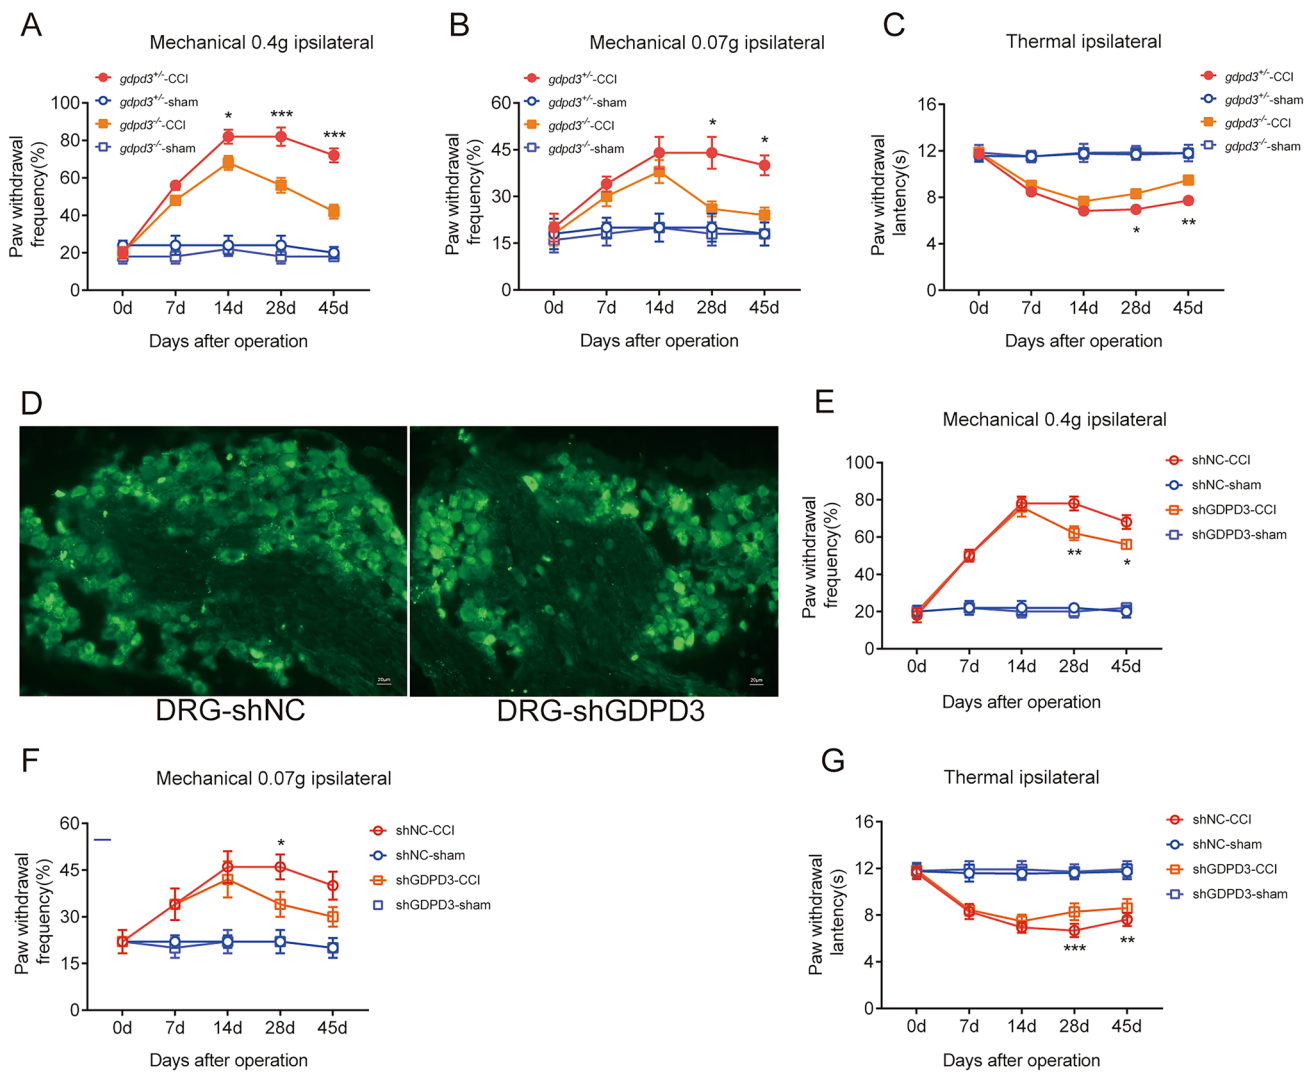 A
Mechanical 0.4g ipsilateral
gdpd3+/--CCI
gdpd3+/--sham
gdpd3-/--CCI
gdpd3-/--sham
Paw withdrawal
frequency(%)
100
80
60
40
20
0
* *** ***
0d 7d 14d 28d 45d
Days after operation
B
Mechanical 0.07g ipsilateral
gdpd3+/--CCI
gdpd3+/--sham
gdpd3-/--CCI
gdpd3-/--sham
Paw withdrawal
frequency(%)
60
45
30
15
0
* *
0d 7d 14d 28d 45d
Days after operation
C
Thermal ipsilateral
gdpd3+/--CCI
gdpd3+/--sham
gdpd3-/--CCI
gdpd3-/--sham
Paw withdrawal
lantency(s)
16
12
8
4
0
* **
0d 7d 14d 28d 45d
Days after operation
D
20μm
20μm
DRG-shNC
DRG-shGDPD3
E
Mechanical 0.4g ipsilateral
shNC-CCI
shNC-sham
shGDPD3-CCI
shGDPD3-sham
Paw withdrawal
frequency(%)
100
80
60
40
20
0
** *
0d 7d 14d 28d 45d
Days after operation
F
Mechanical 0.07g ipsilateral
shNC-CCI
shNC-sham
shGDPD3-CCI
shGDPD3-sham
Paw withdrawal
frequency(%)
60
45
30
15
0
*
0d 7d 14d 28d 45d
Days after operation
G
Thermal ipsilateral
shNC-CCI
shNC-sham
shGDPD3-CCI
shGDPD3-sham
Paw withdrawal
lantency(s)
16
12
8
4
0
*** **
0d 7d 14d 28d 45d
Days after operation